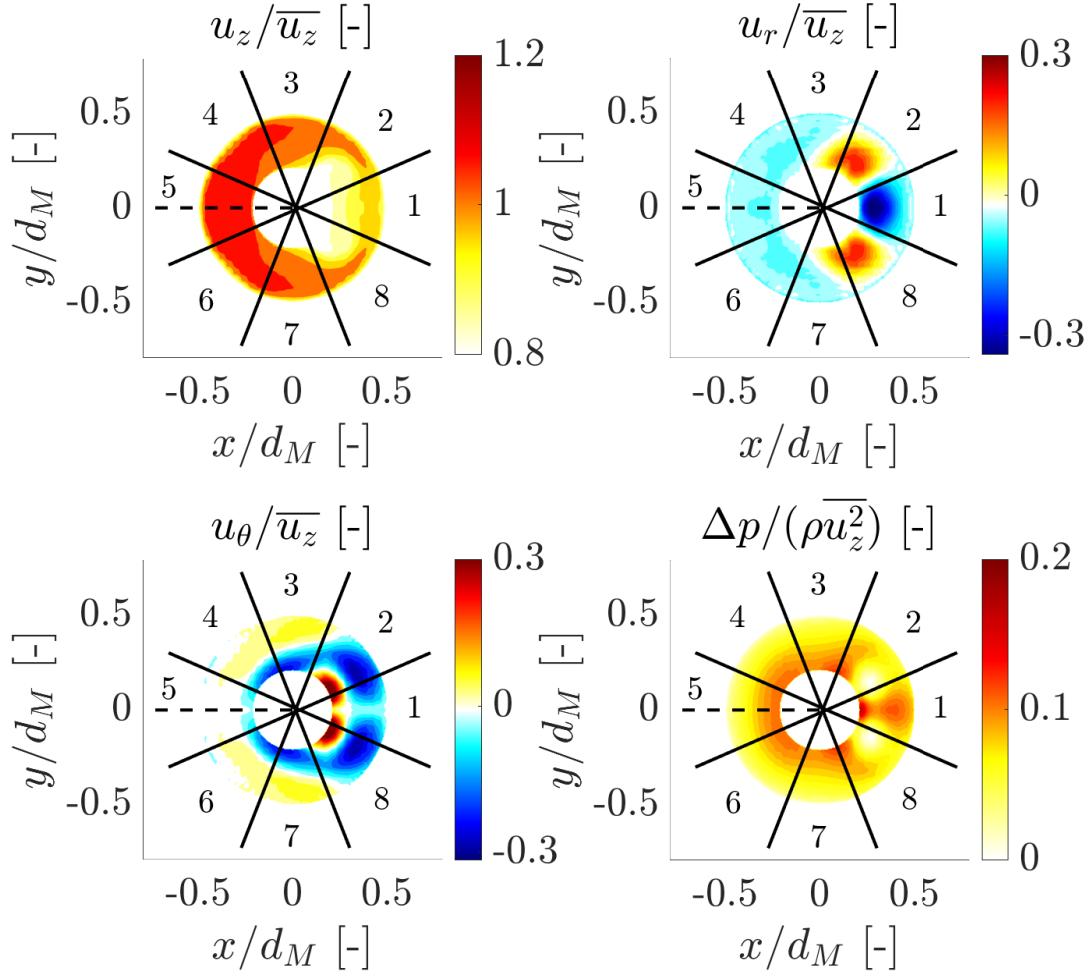 u_z/\overline{u_z} [-]
1.2
1
0.8
y/d_M [-]
0.5
0
-0.5
-0.5 0 0.5
x/d_M [-]
3
4 2
5 1
6 8
7
u_r/\overline{u_z} [-]
0.3
0
-0.3
y/d_M [-]
0.5
0
-0.5
-0.5 0 0.5
x/d_M [-]
3
4 2
5 1
6 8
7
u_θ/\overline{u_z} [-]
0.3
0
-0.3
y/d_M [-]
0.5
0
-0.5
-0.5 0 0.5
x/d_M [-]
3
4 2
5 1
6 8
7
Δp/(ρ\overline{u_z^2}) [-]
0.2
0.1
0
y/d_M [-]
0.5
0
-0.5
-0.5 0 0.5
x/d_M [-]
3
4 2
5 1
6 8
7